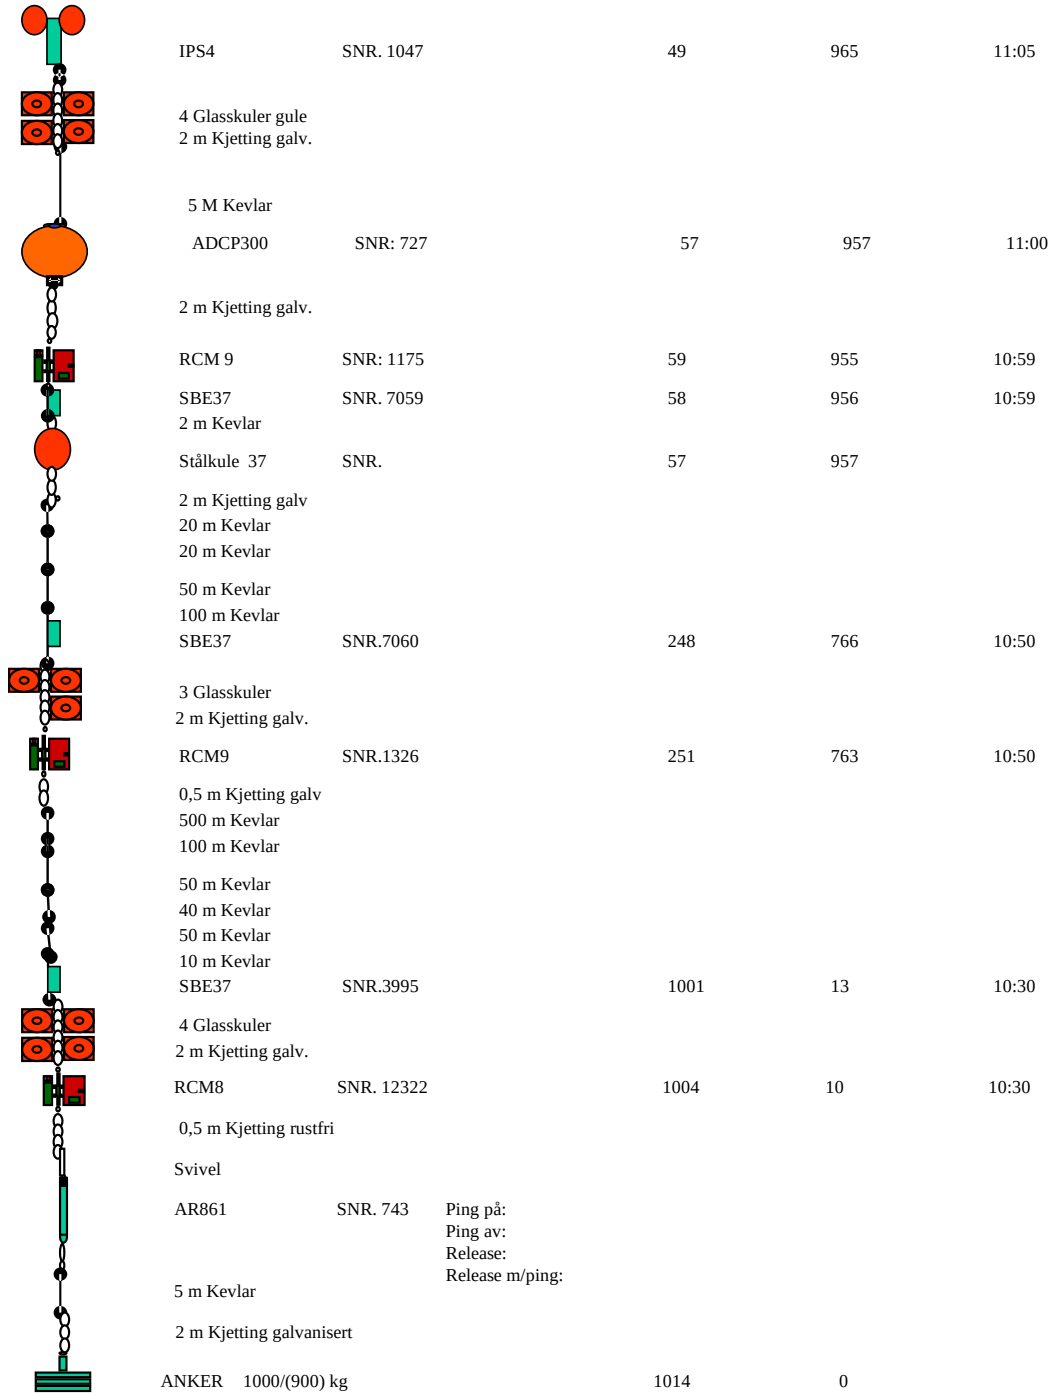 IPS4 SNR. 1047 49 965 11:05
4 Glasskuler gule
2 m Kjetting galv.
5 M Kevlar
ADCP300 SNR: 727 57 957 11:00
2 m Kjetting galv.
RCM 9 SNR: 1175 59 955 10:59
SBE37 SNR. 7059 58 956 10:59
2 m Kevlar
Stålkule 37 SNR. 57 957
2 m Kjetting galv
20 m Kevlar
20 m Kevlar
50 m Kevlar
100 m Kevlar
SBE37 SNR.7060 248 766 10:50
3 Glasskuler
2 m Kjetting galv.
RCM9 SNR.1326 251 763 10:50
0,5 m Kjetting galv
500 m Kevlar
100 m Kevlar
50 m Kevlar
40 m Kevlar
50 m Kevlar
10 m Kevlar
SBE37 SNR.3995 1001 13 10:30
4 Glasskuler
2 m Kjetting galv.
RCM8 SNR. 12322 1004 10 10:30
0,5 m Kjetting rustfri
Svivel
AR861 SNR. 743 Ping på:
Ping av:
Release:
Release m/ping:
5 m Kevlar
2 m Kjetting galvanisert
ANKER 1000/(900) kg 1014 0